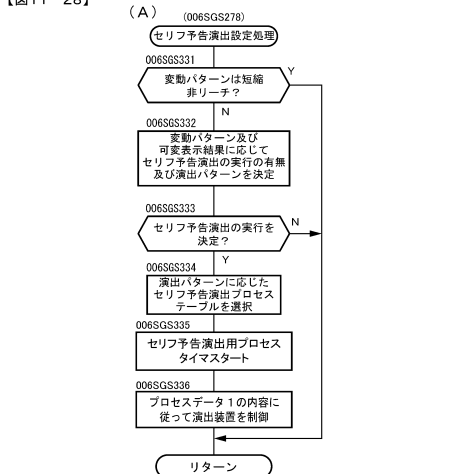 【図11-28】
(A)
(006SGS278)
セリフ予告演出設定処理
006SGS331
変動パターンは短縮
非リーチ?
Y
N
006SGS332
変動パターン及び
可変表示結果に応じて
セリフ予告演出の実行の有無
及び演出パターンを決定
006SGS333
セリフ予告演出の実行を
決定?
N
Y
006SGS334
演出パターンに応じた
セリフ予告演出プロセス
テーブルを選択
006SGS335
セリフ予告演出用プロセス
タイマスタート
006SGS336
プロセスデータ1の内容に
従って演出装置を制御
リターン